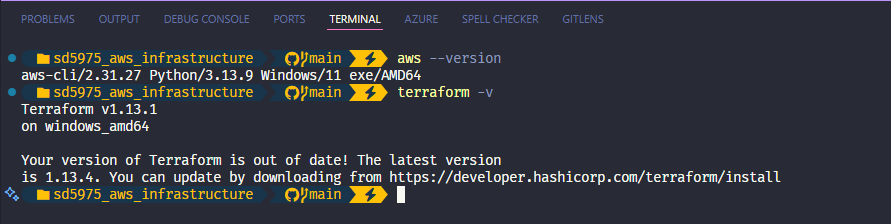 PROBLEMS OUTPUT DEBUG CONSOLE PORTS TERMINAL AZURE SPELL CHECKER GITLENS
sd5975_aws_infrastructure main aws --version
aws-cli/2.31.27 Python/3.13.9 Windows/11 exe/AMD64
sd5975_aws_infrastructure main terraform -v
Terraform v1.13.1
on windows_amd64
Your version of Terraform is out of date! The latest version
is 1.13.4. You can update by downloading from https://developer.hashicorp.com/terraform/install
sd5975_aws_infrastructure main